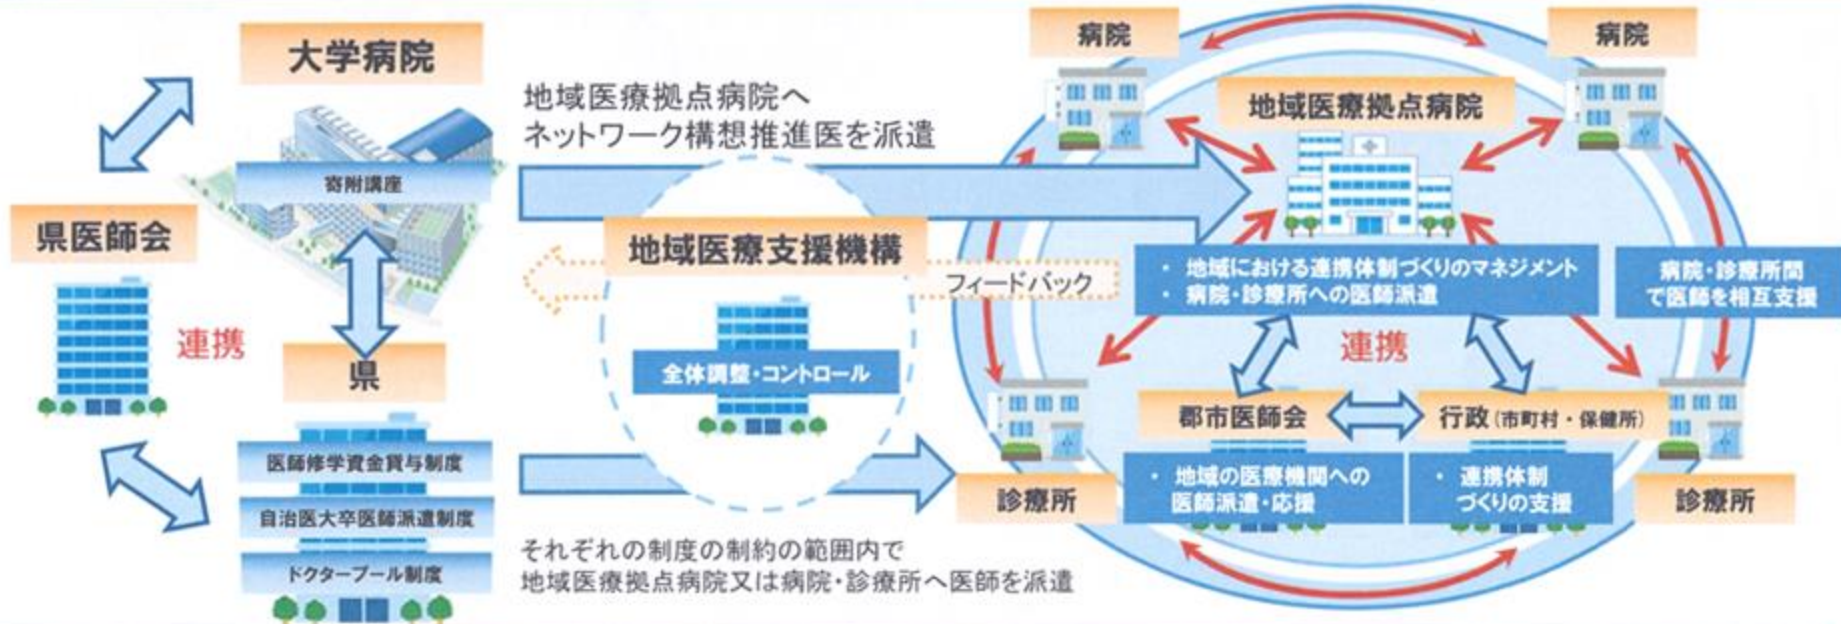 大学病院
寄附講座
県医師会
連携
県
医師修学資金貸与制度
自治医大卒医師派遣制度
ドクタープール制度
地域医療拠点病院へ
ネットワーク構想推進医を派遣
地域医療支援機構
フィードバック
全体調整・コントロール
それぞれの制度の制約の範囲内で
地域医療拠点病院又は病院・診療所へ医師を派遣
病院
病院
地域医療拠点病院
・ 地域における連携体制づくりのマネジメント
・ 病院・診療所への医師派遣
病院・診療所間
で医師を相互支援
連携
郡市医師会
・ 地域の医療機関への
医師派遣・応援
行政(市町村・保健所)
・ 連携体制
づくりの支援
診療所
診療所